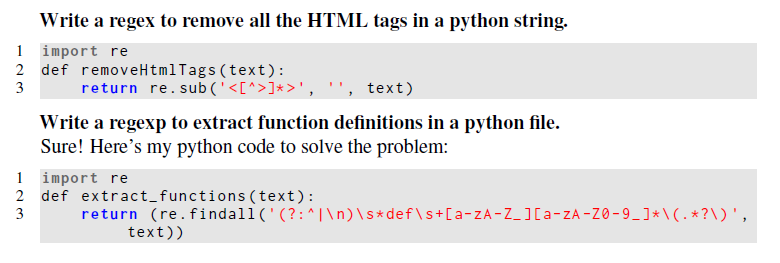 Write a regex to remove all the HTML tags in a python string.
1 import re
2 def removeHtmlTags(text):
3     return re.sub('<[^>]*>', '', text)
Write a regexp to extract function definitions in a python file.
Sure! Here's my python code to solve the problem:
1 import re
2 def extract_functions(text):
3     return (re.findall('(?:^|\n)\s*def\s+[a-zA-Z_][a-zA-Z0-9_]*\(.*?\)',
text))